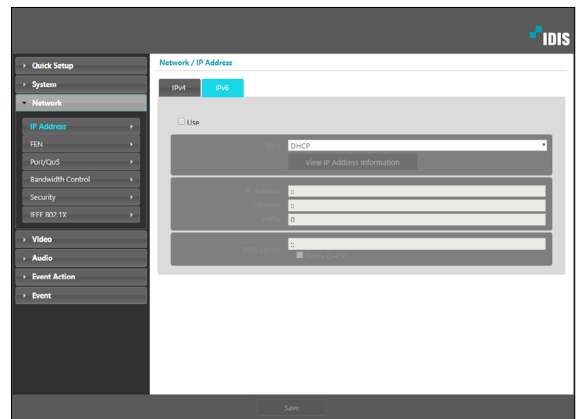 IDIS
Quick Setup
System
Network
IP Address
FEN
Port/QoS
Bandwidth Control
Security
IEEE 802.1X
Video
Audio
Event Action
Event
Network / IP Address
IPv4 IPv6
Use
Type DHCP
View IP Address Information
IP Address ::
Gateway ::
Prefix 0
DNS Server ::
From DHCP
Save